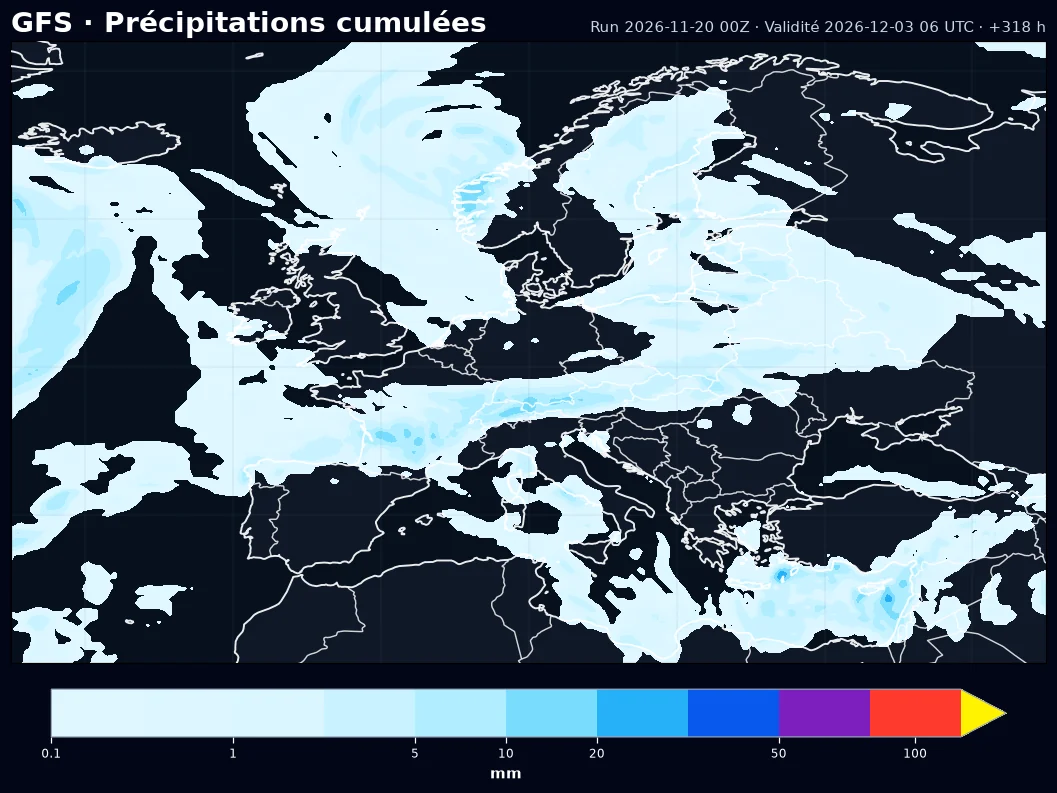 GFS · Précipitations cumulées
Run 2026-11-20 00Z · Validité 2026-12-03 06 UTC · +318 h
0.1 1 5 10 20 50 100
mm